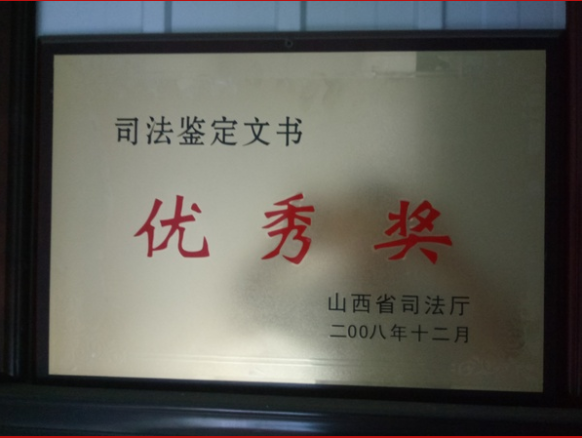 司法鉴定文书
优秀奖
山西省司法厅
二00八年十二月